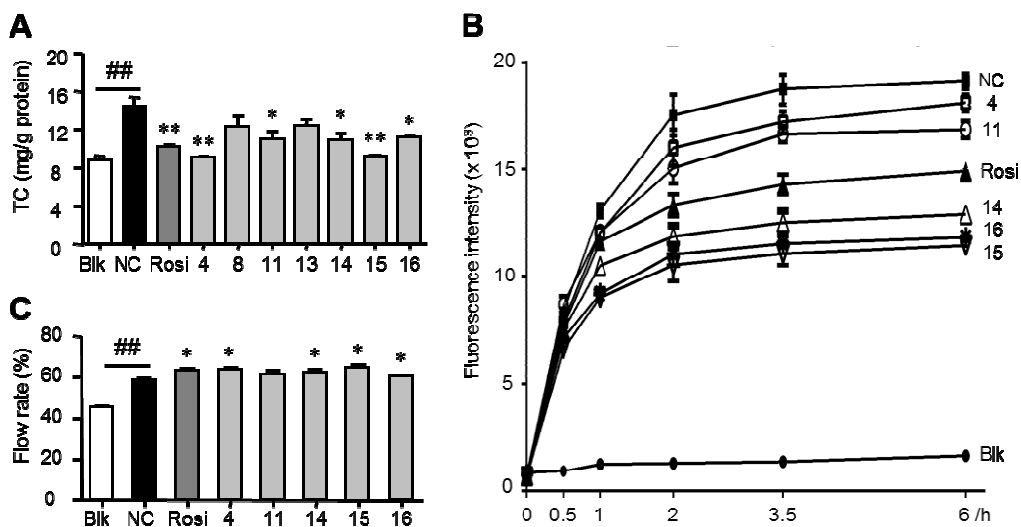 A
TC (mg/g protein)
20
16
12
8
4
0
##
** ** * * ** *
Blk NC Rosi 4 8 11 13 14 15 16
B
Fluorescence intensity (x 10³)
20
15
10
5
0
NC
4
11
Rosi
14
16
15
Blk
0 0.5 1 2 3.5 6 /h
C
Flow rate (%)
80
60
40
20
0
##
* * * * *
Blk NC Rosi 4 11 14 15 16